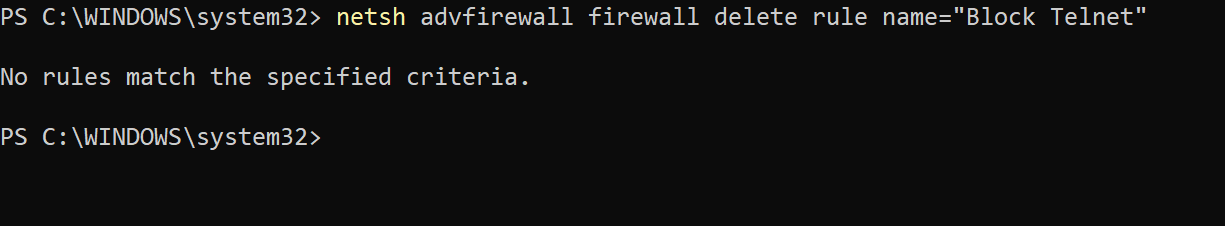 PS C:\WINDOWS\system32> netsh advfirewall firewall delete rule name="Block Telnet"
No rules match the specified criteria.
PS C:\WINDOWS\system32>